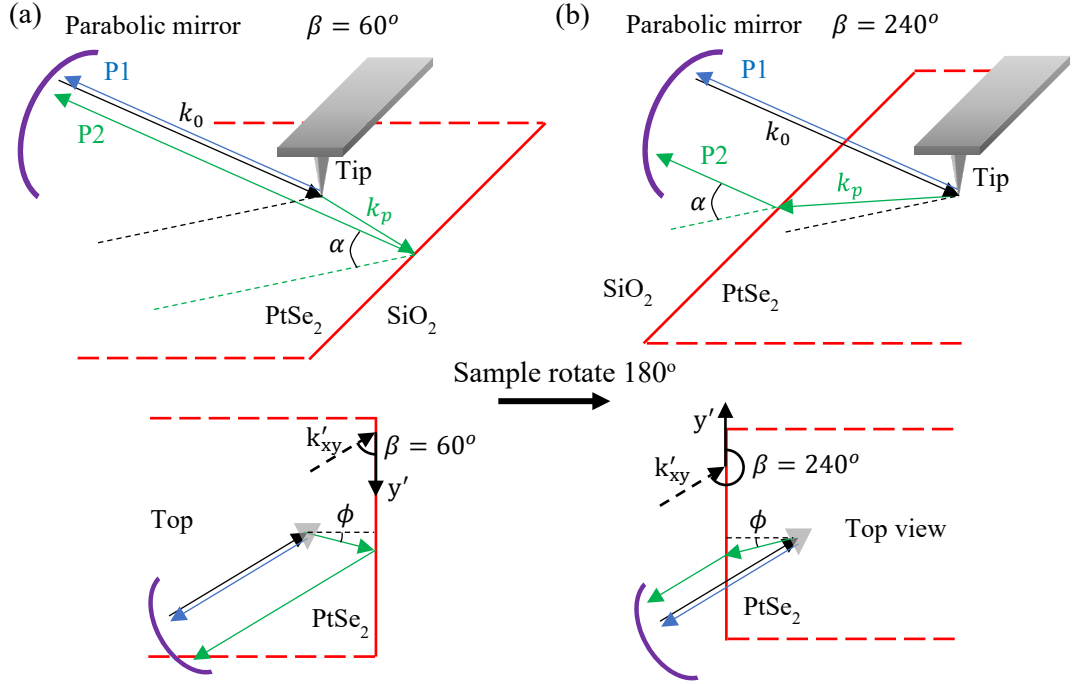 (a)
Parabolic mirror
β = 60°
P1
k₀
P2
Tip
kₚ
α
PtSe₂
SiO₂
(b)
Parabolic mirror
β = 240°
P1
k₀
P2
Tip
kₚ
α
SiO₂
PtSe₂
Sample rotate 180°
k′xy
β = 60°
y′
Top
ϕ
PtSe₂
y′
k′xy
β = 240°
ϕ
Top view
PtSe₂